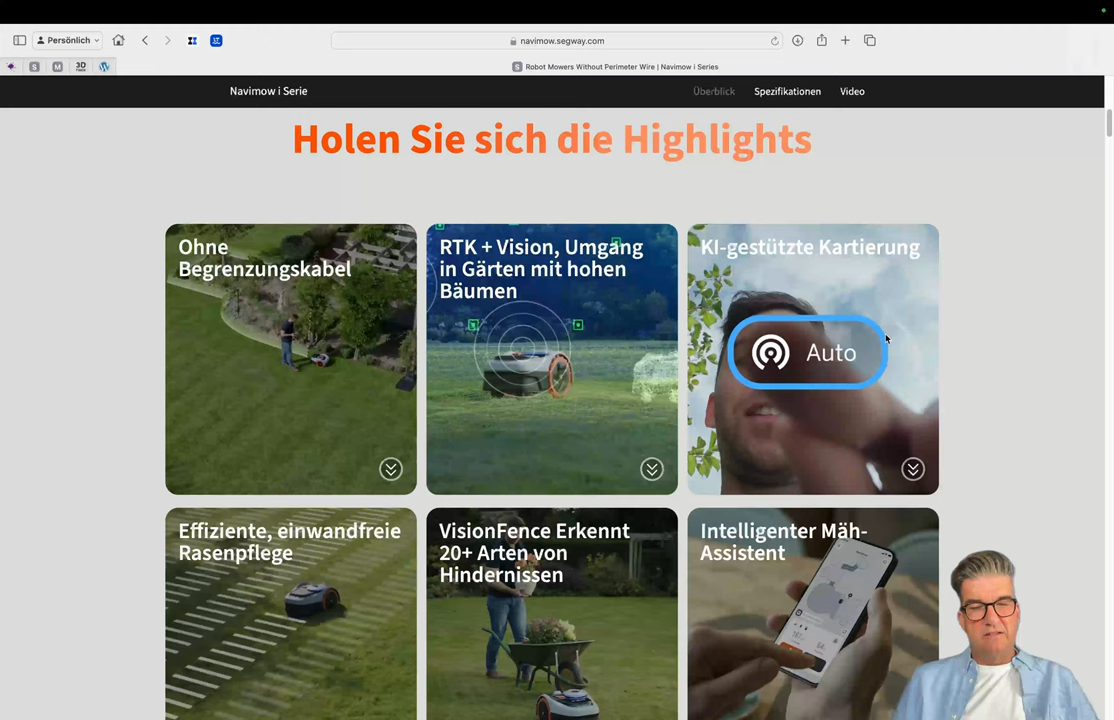 Persönlich
navimow.segway.com
3D
Robot Mowers Without Perimeter Wire | Navimow i Series
Navimow i Serie
Überblick
Spezifikationen
Video
Holen Sie sich die Highlights
Ohne
Begrenzungskabel
RTK + Vision, Umgang
in Gärten mit hohen
Bäumen
KI-gestützte Kartierung
Auto
Effiziente, einwandfreie
Rasenpflege
VisionFence Erkennt
20+ Arten von
Hindernissen
Intelligenter Mäh-
Assistent